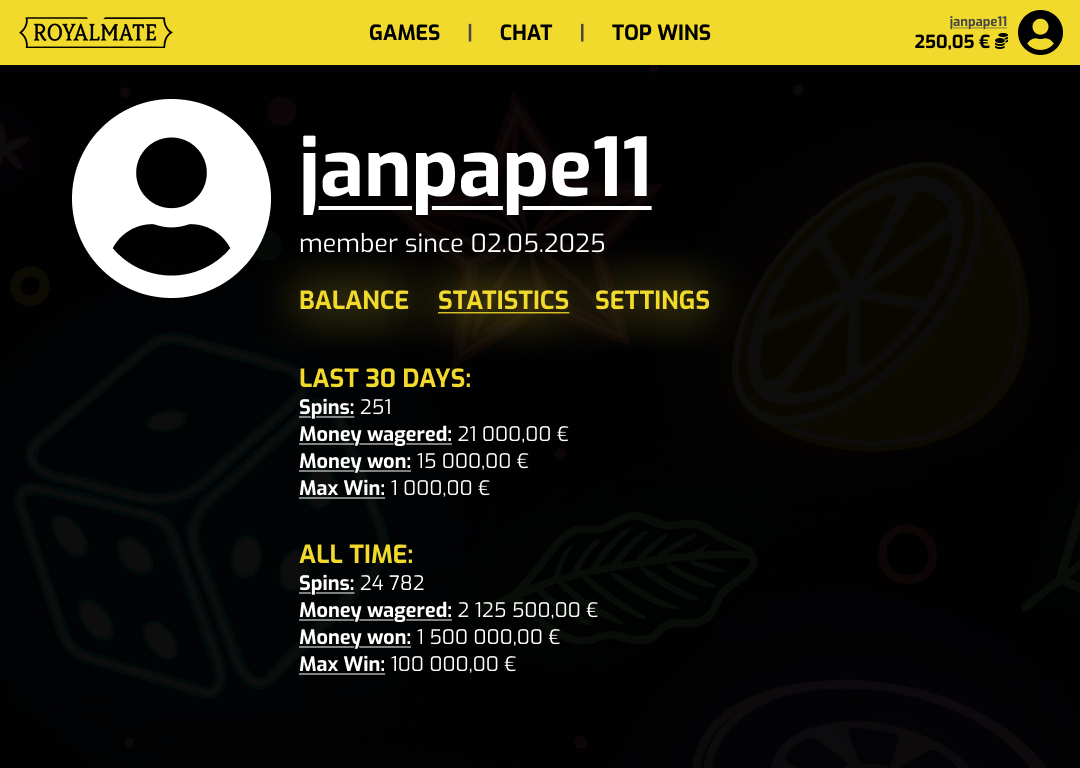 ROYALMATE
GAMES | CHAT | TOP WINS
janpape11
250,05 €
janpape11
member since 02.05.2025
BALANCE STATISTICS SETTINGS
LAST 30 DAYS:
Spins: 251
Money wagered: 21 000,00 €
Money won: 15 000,00 €
Max Win: 1 000,00 €
ALL TIME:
Spins: 24 782
Money wagered: 2 125 500,00 €
Money won: 1 500 000,00 €
Max Win: 100 000,00 €